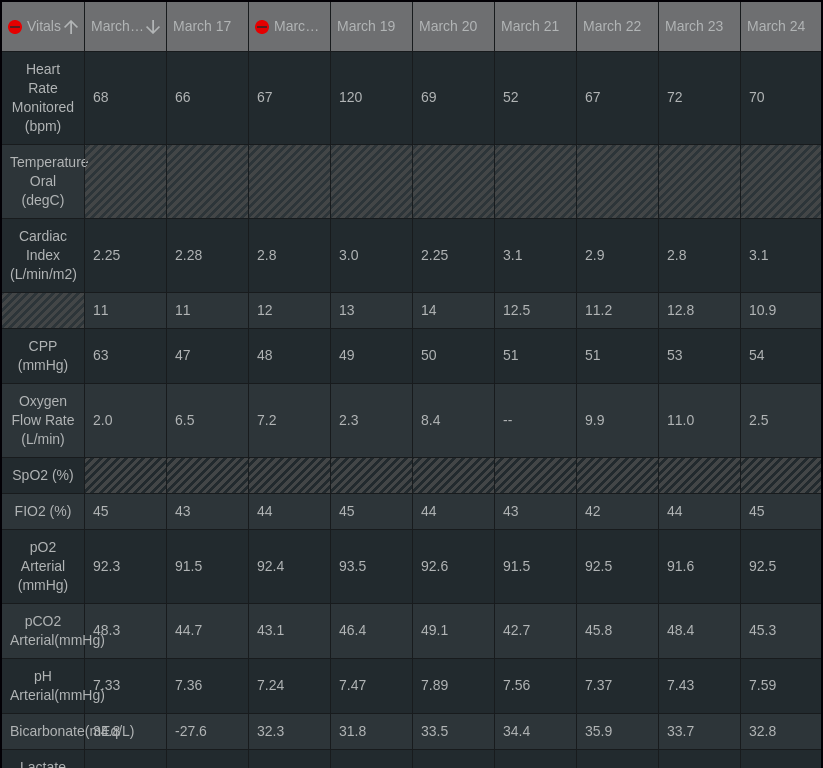 Vitals March... March 17 Marc... March 19 March 20 March 21 March 22 March 23 March 24
Heart
Rate
Monitored
(bpm)
68 66 67 120 69 52 67 72 70
Temperature
Oral
(degC)
Cardiac
Index
(L/min/m2)
2.25 2.28 2.8 3.0 2.25 3.1 2.9 2.8 3.1
11 11 12 13 14 12.5 11.2 12.8 10.9
CPP
(mmHg)
63 47 48 49 50 51 51 53 54
Oxygen
Flow Rate
(L/min)
2.0 6.5 7.2 2.3 8.4 -- 9.9 11.0 2.5
SpO2 (%)
FIO2 (%) 45 43 44 45 44 43 42 44 45
pO2
Arterial
(mmHg)
92.3 91.5 92.4 93.5 92.6 91.5 92.5 91.6 92.5
pCO2
Arterial(mmHg)
48.3 44.7 43.1 46.4 49.1 42.7 45.8 48.4 45.3
pH
Arterial(mmHg)
7.33 7.36 7.24 7.47 7.89 7.56 7.37 7.43 7.59
Bicarbonate(mEq/L) -27.6 32.3 31.8 33.5 34.4 35.9 33.7 32.8
Lactate